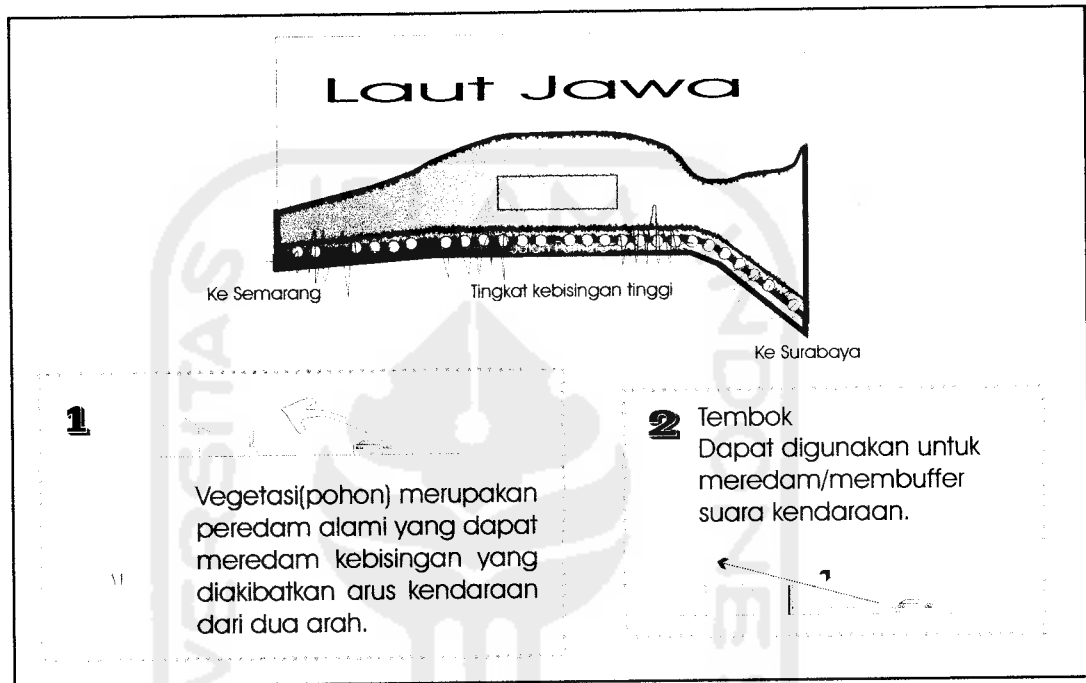 Laut Jawa
Ke Semarang
Tingkat kebisingan tinggi
Ke Surabaya
1
Vegetasi(pohon) merupakan
peredam alami yang dapat
meredam kebisingan yang
diakibatkan arus kendaraan
dari dua arah.
2 Tembok
Dapat digunakan untuk
meredam/membuffer
suara kendaraan.